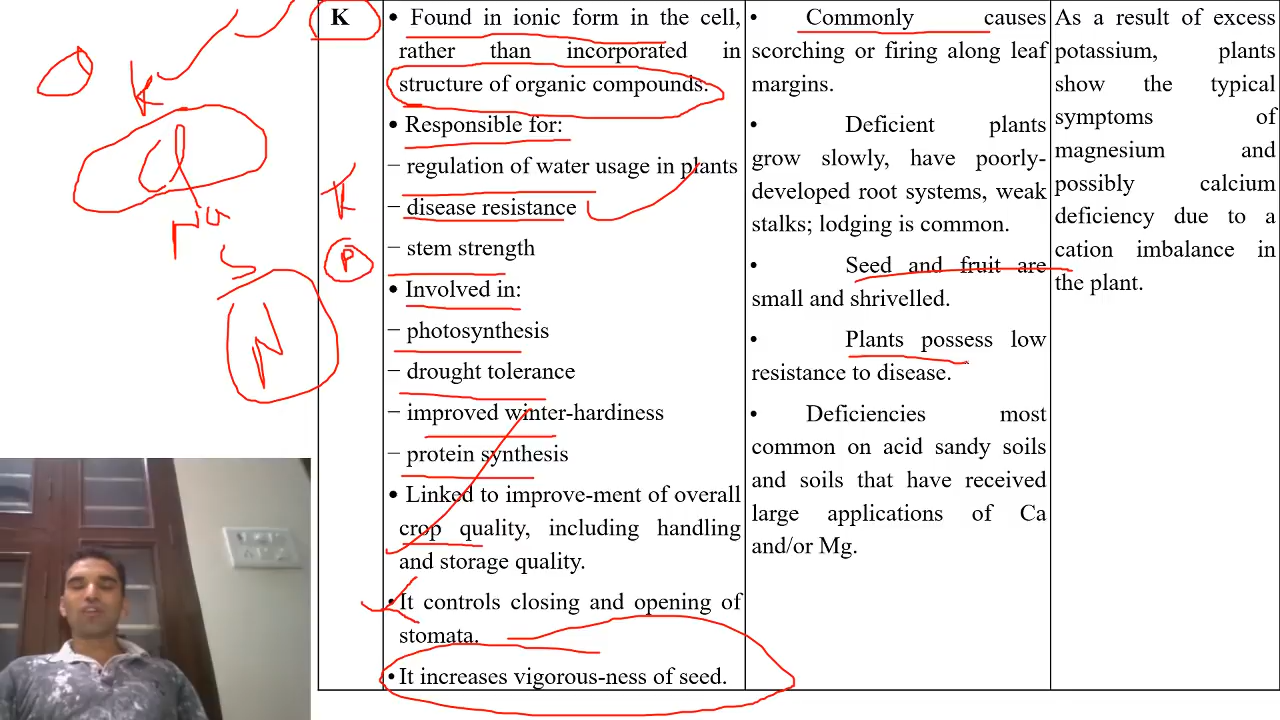 K
• Found in ionic form in the cell,
rather than incorporated in
structure of organic compounds.
• Responsible for:
– regulation of water usage in plants
– disease resistance
– stem strength
• Involved in:
– photosynthesis
– drought tolerance
– improved winter-hardiness
– protein synthesis
• Linked to improve-ment of overall
crop quality, including handling
and storage quality.
•It controls closing and opening of
stomata.
•It increases vigorous-ness of seed.
• Commonly causes
scorching or firing along leaf
margins.
• Deficient plants
grow slowly, have poorly-
developed root systems, weak
stalks; lodging is common.
• Seed and fruit are
small and shrivelled.
• Plants possess low
resistance to disease.
• Deficiencies most
common on acid sandy soils
and soils that have received
large applications of Ca
and/or Mg.
As a result of excess
potassium, plants
show the typical
symptoms of
magnesium and
possibly calcium
deficiency due to a
cation imbalance in
the plant.
K
Cl
Na
K
P
N